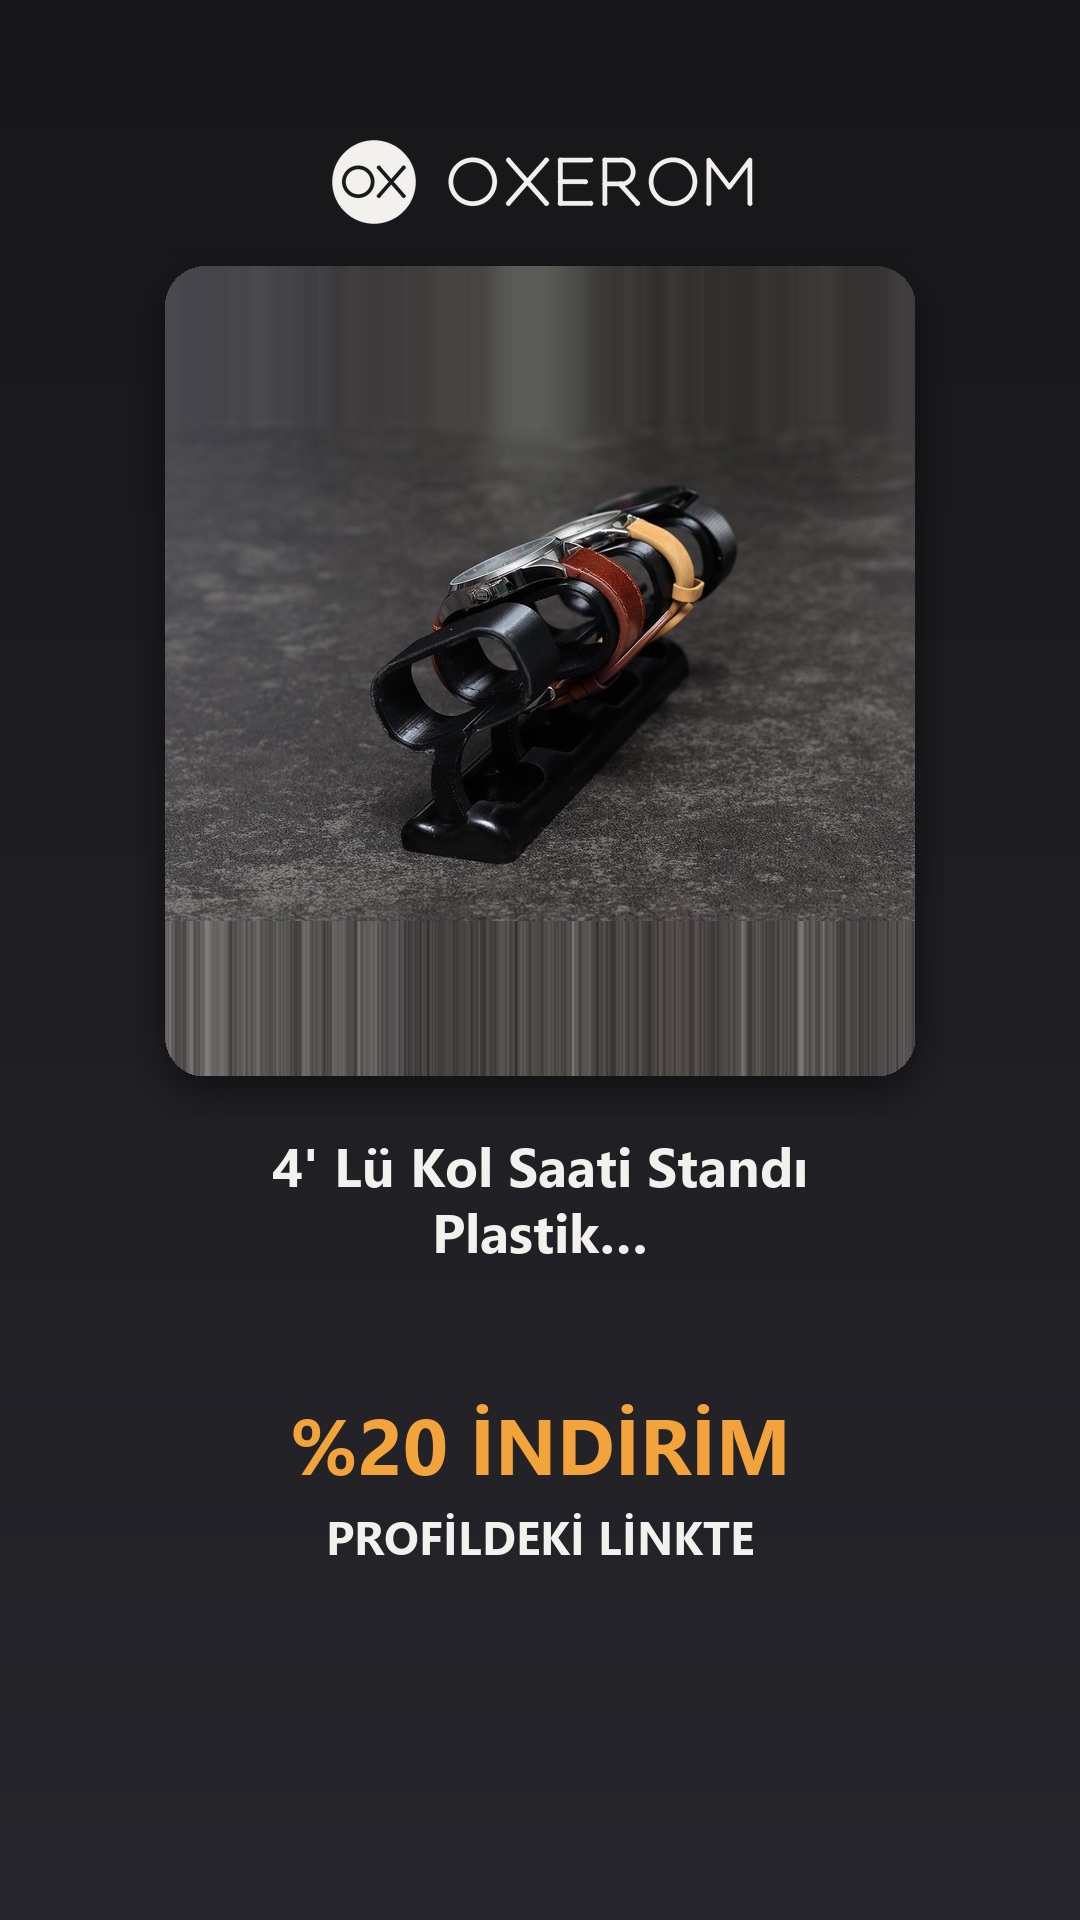 OX OXEROM
4' Lü Kol Saati Standı
Plastik...
%20 İNDİRİM
PROFİLDEKİ LİNKTE